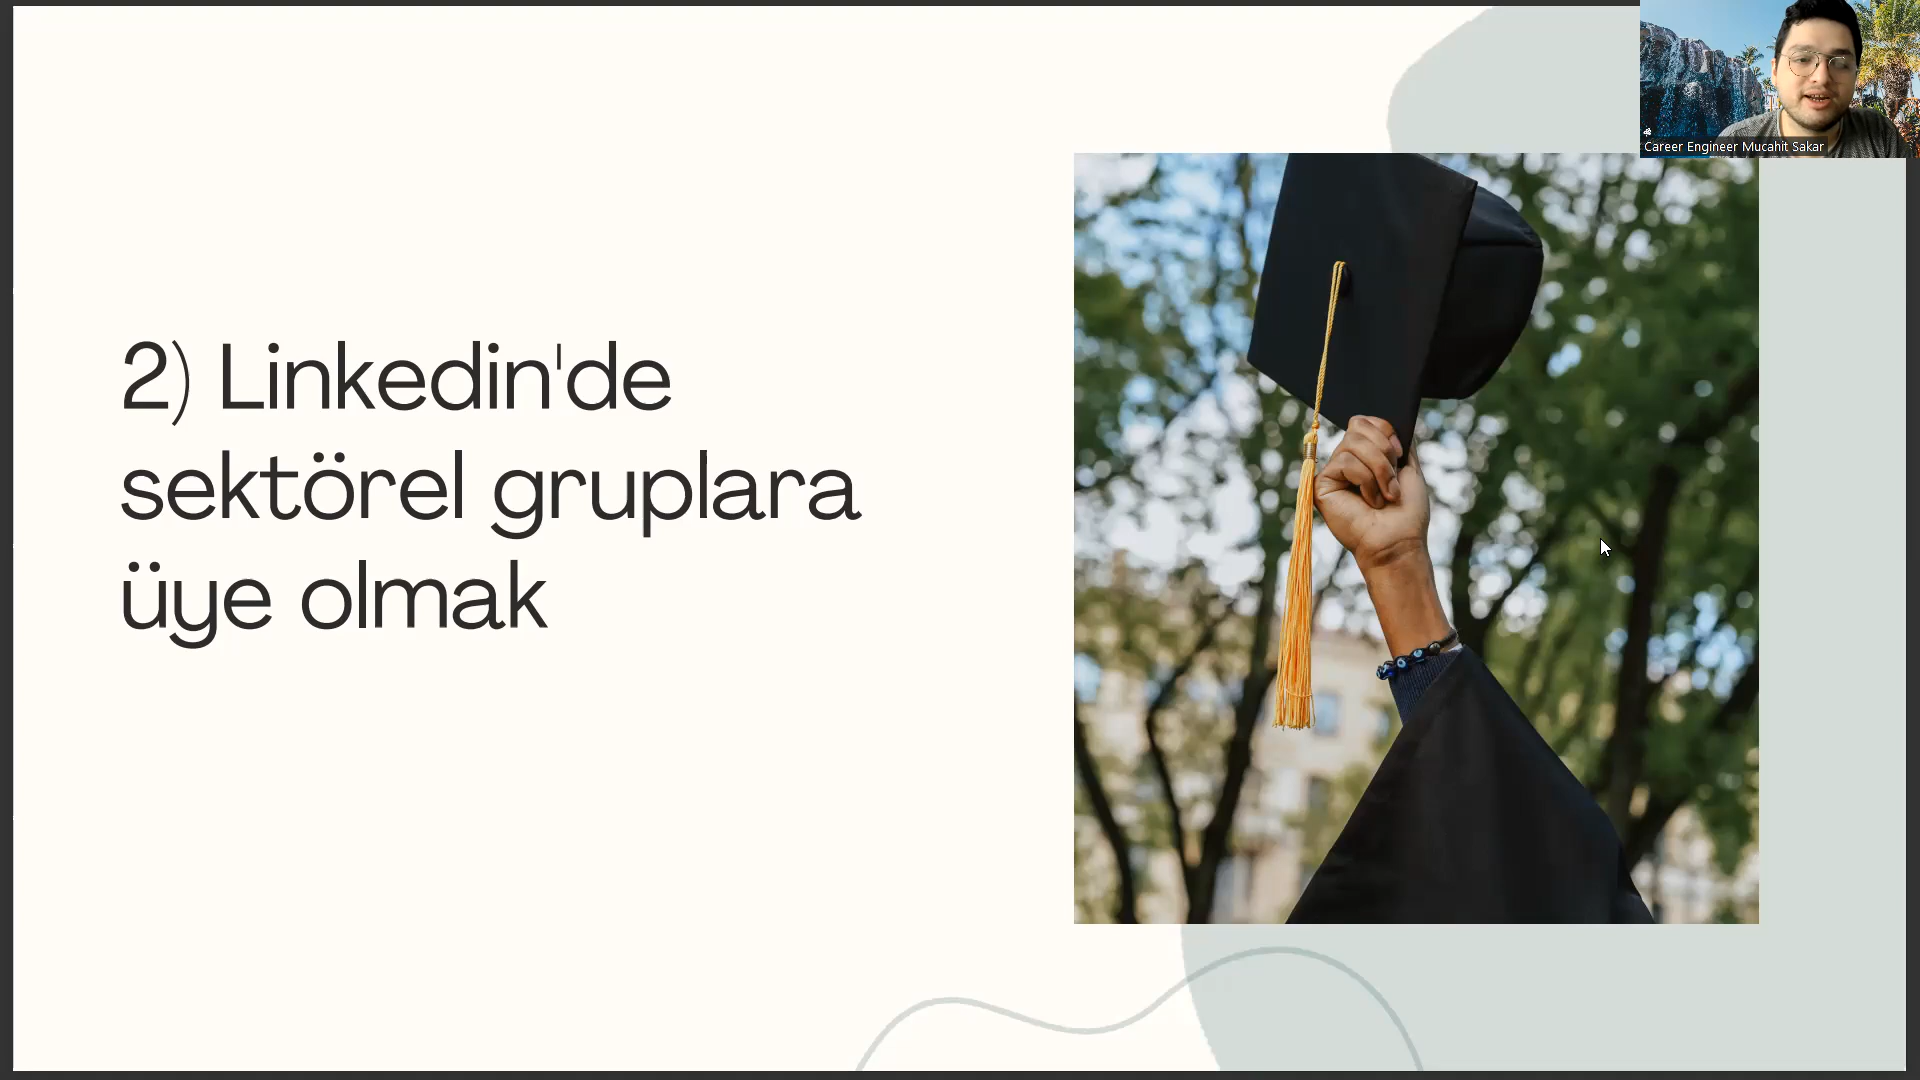 Career Engineer Mucahit Sakar
2) Linkedin'de
sektörel gruplara
üye olmak